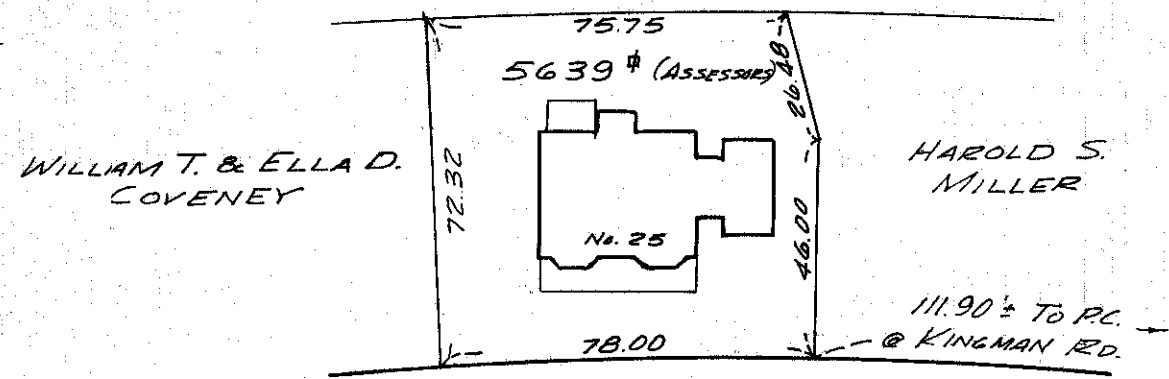 75.75
5639 ⏀ (ASSESSORS)
26.48
WILLIAM T. & ELLA D.
COVENEY
72.32
HAROLD S.
MILLER
No. 25
46.00
111.90'± TO P.C.
@ KINGMAN RD.
78.00